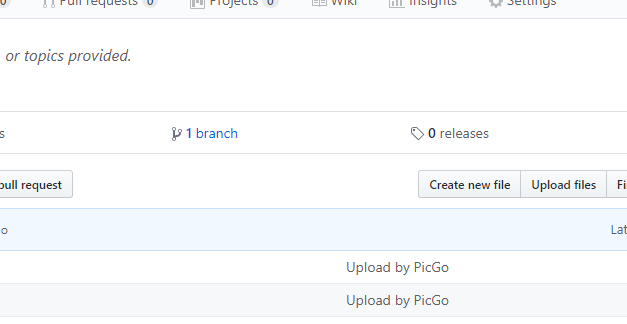 0 Pull requests 0 Projects 0 Wiki Insights Settings
or topics provided.
s 1 branch 0 releases
pull request Create new file Upload files Fi
o Lat
Upload by PicGo
Upload by PicGo